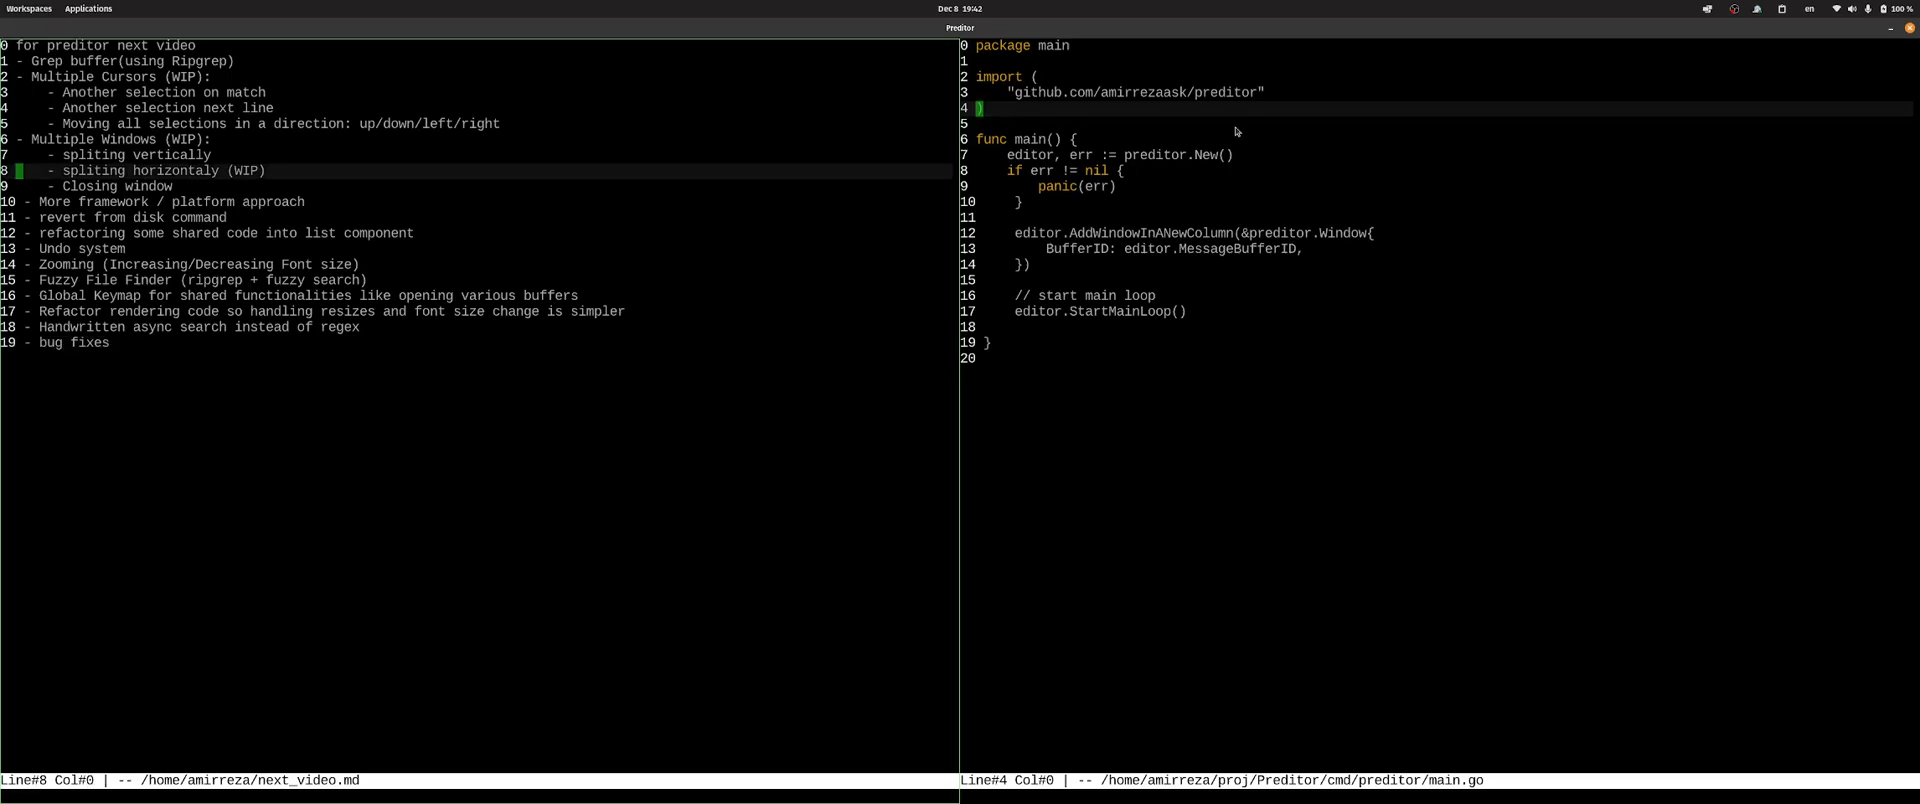 Workspaces Applications Dec 8 19:42 en 100 %
Preditor
0 for preditor next video
1 - Grep buffer(using Ripgrep)
2 - Multiple Cursors (WIP):
3     - Another selection on match
4     - Another selection next line
5     - Moving all selections in a direction: up/down/left/right
6 - Multiple Windows (WIP):
7     - spliting vertically
8     - spliting horizontaly (WIP)
9     - Closing window
10 - More framework / platform approach
11 - revert from disk command
12 - refactoring some shared code into list component
13 - Undo system
14 - Zooming (Increasing/Decreasing Font size)
15 - Fuzzy File Finder (ripgrep + fuzzy search)
16 - Global Keymap for shared functionalities like opening various buffers
17 - Refactor rendering code so handling resizes and font size change is simpler
18 - Handwritten async search instead of regex
19 - bug fixes
Line#8 Col#0 | -- /home/amirreza/next_video.md
0 package main
1
2 import (
3     "github.com/amirrezaask/preditor"
4 )
5
6 func main() {
7     editor, err := preditor.New()
8     if err != nil {
9         panic(err)
10     }
11
12     editor.AddWindowInANewColumn(&preditor.Window{
13         BufferID: editor.MessageBufferID,
14     })
15
16     // start main loop
17     editor.StartMainLoop()
18
19 }
20
Line#4 Col#0 | -- /home/amirreza/proj/Preditor/cmd/preditor/main.go